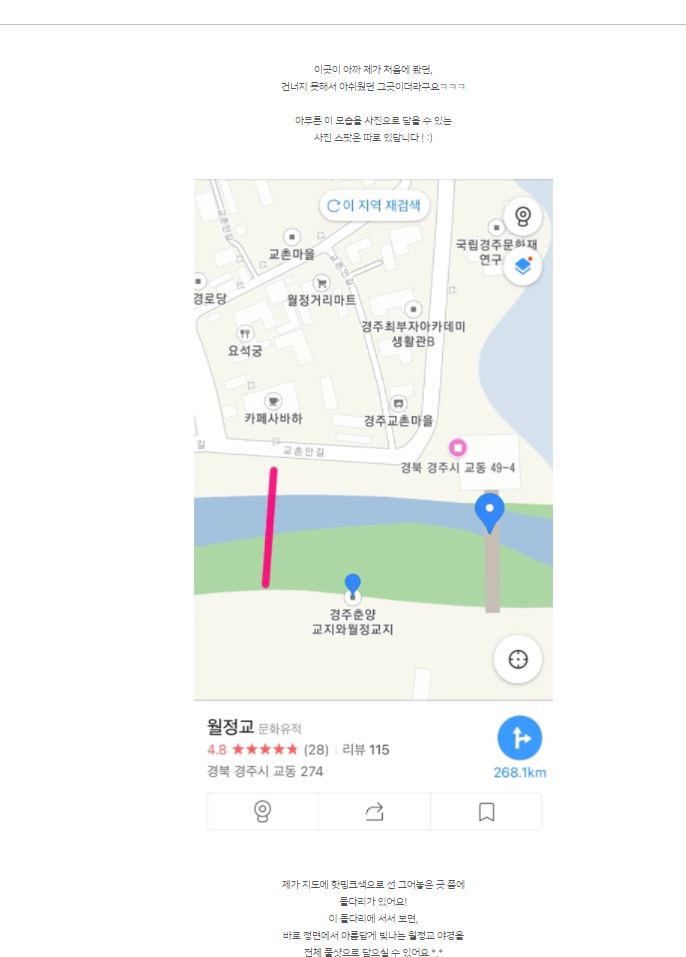 이곳이 아까 제가 처음에 봤던,
건너지 못해서 아쉬웠던 그곳이더라구요ㅋㅋㅋ
아무튼 이 모습을 사진으로 담을 수 있는
사진 스팟은 따로 있답니다 ! :)
이 지역 재검색
교촌안길
교촌마을
국립경주문화재
연구
교촌안길
경로당
월정거리마트
경주최부자아카데미
생활관B
요석궁
카페사바하
경주교촌마을
길
교촌안길
경북 경주시 교동 49-4
경주춘양
교지와월정교지
월정교 문화유적
4.8 ★★★★★ (28) 리뷰 115
경북 경주시 교동 274
268.1km
제가 지도에 핫핑크색으로 선 그어놓은 곳 쯤에
돌다리가 있어요!
이 돌다리에 서서 보면,
바로 정면에서 아름답게 빛나는 월정교 야경을
전체 풀샷으로 담으실 수 있어요 *.*